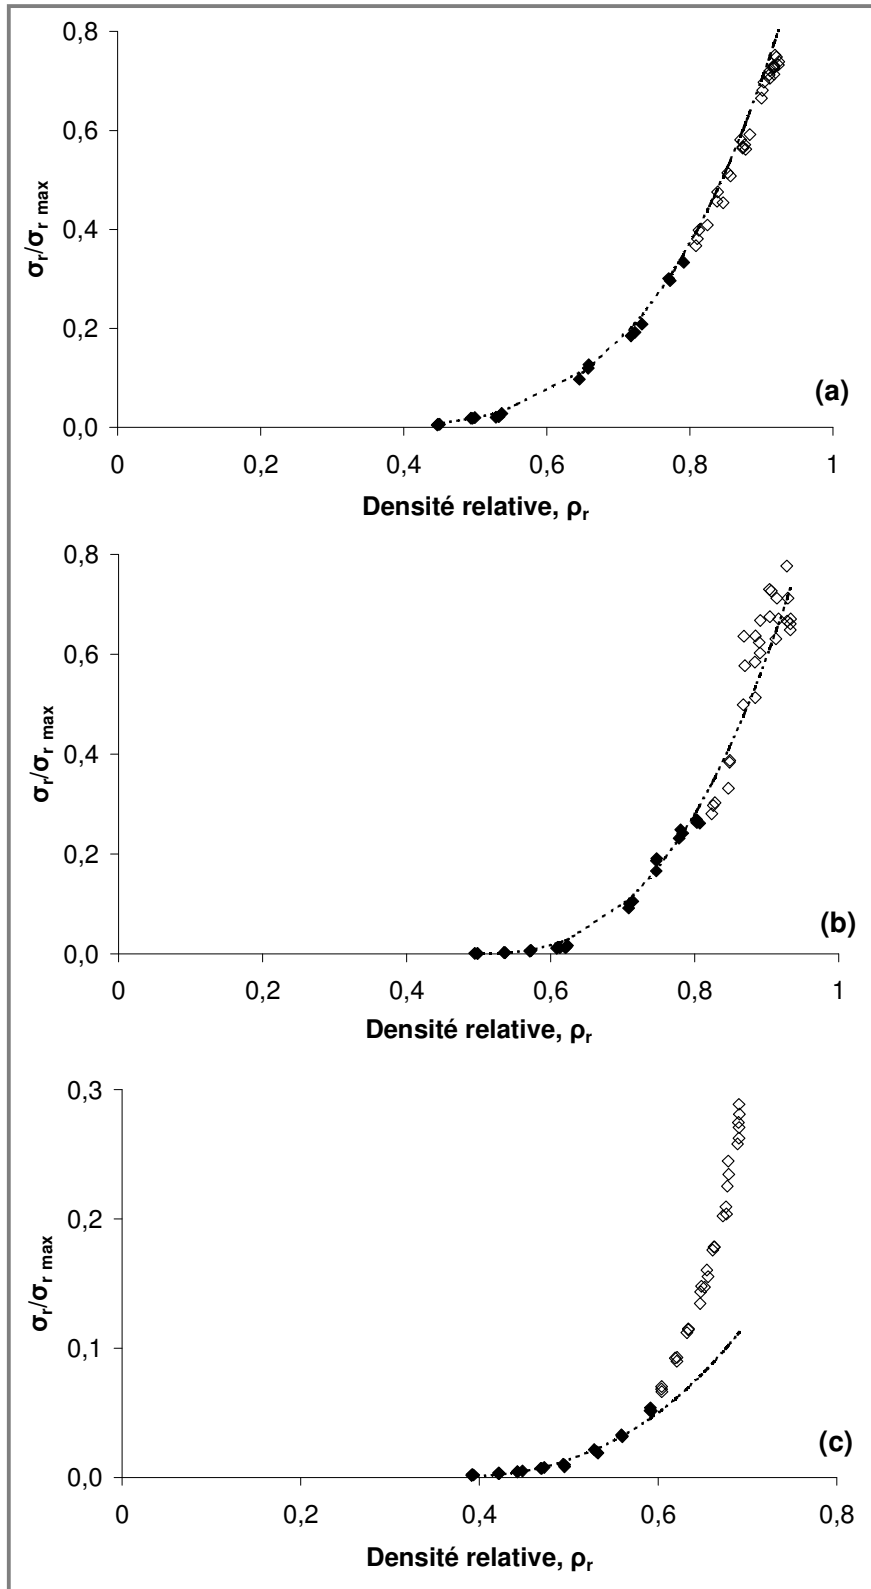 0,8
0,6
0,4
0,2
0,0
σr/σr max
0 0,2 0,4 0,6 0,8 1
Densité relative, ρr
(a)
0,8
0,6
0,4
0,2
0,0
σr/σr max
0 0,2 0,4 0,6 0,8 1
Densité relative, ρr
(b)
0,3
0,2
0,1
0,0
σr/σr max
0 0,2 0,4 0,6 0,8
Densité relative, ρr
(c)